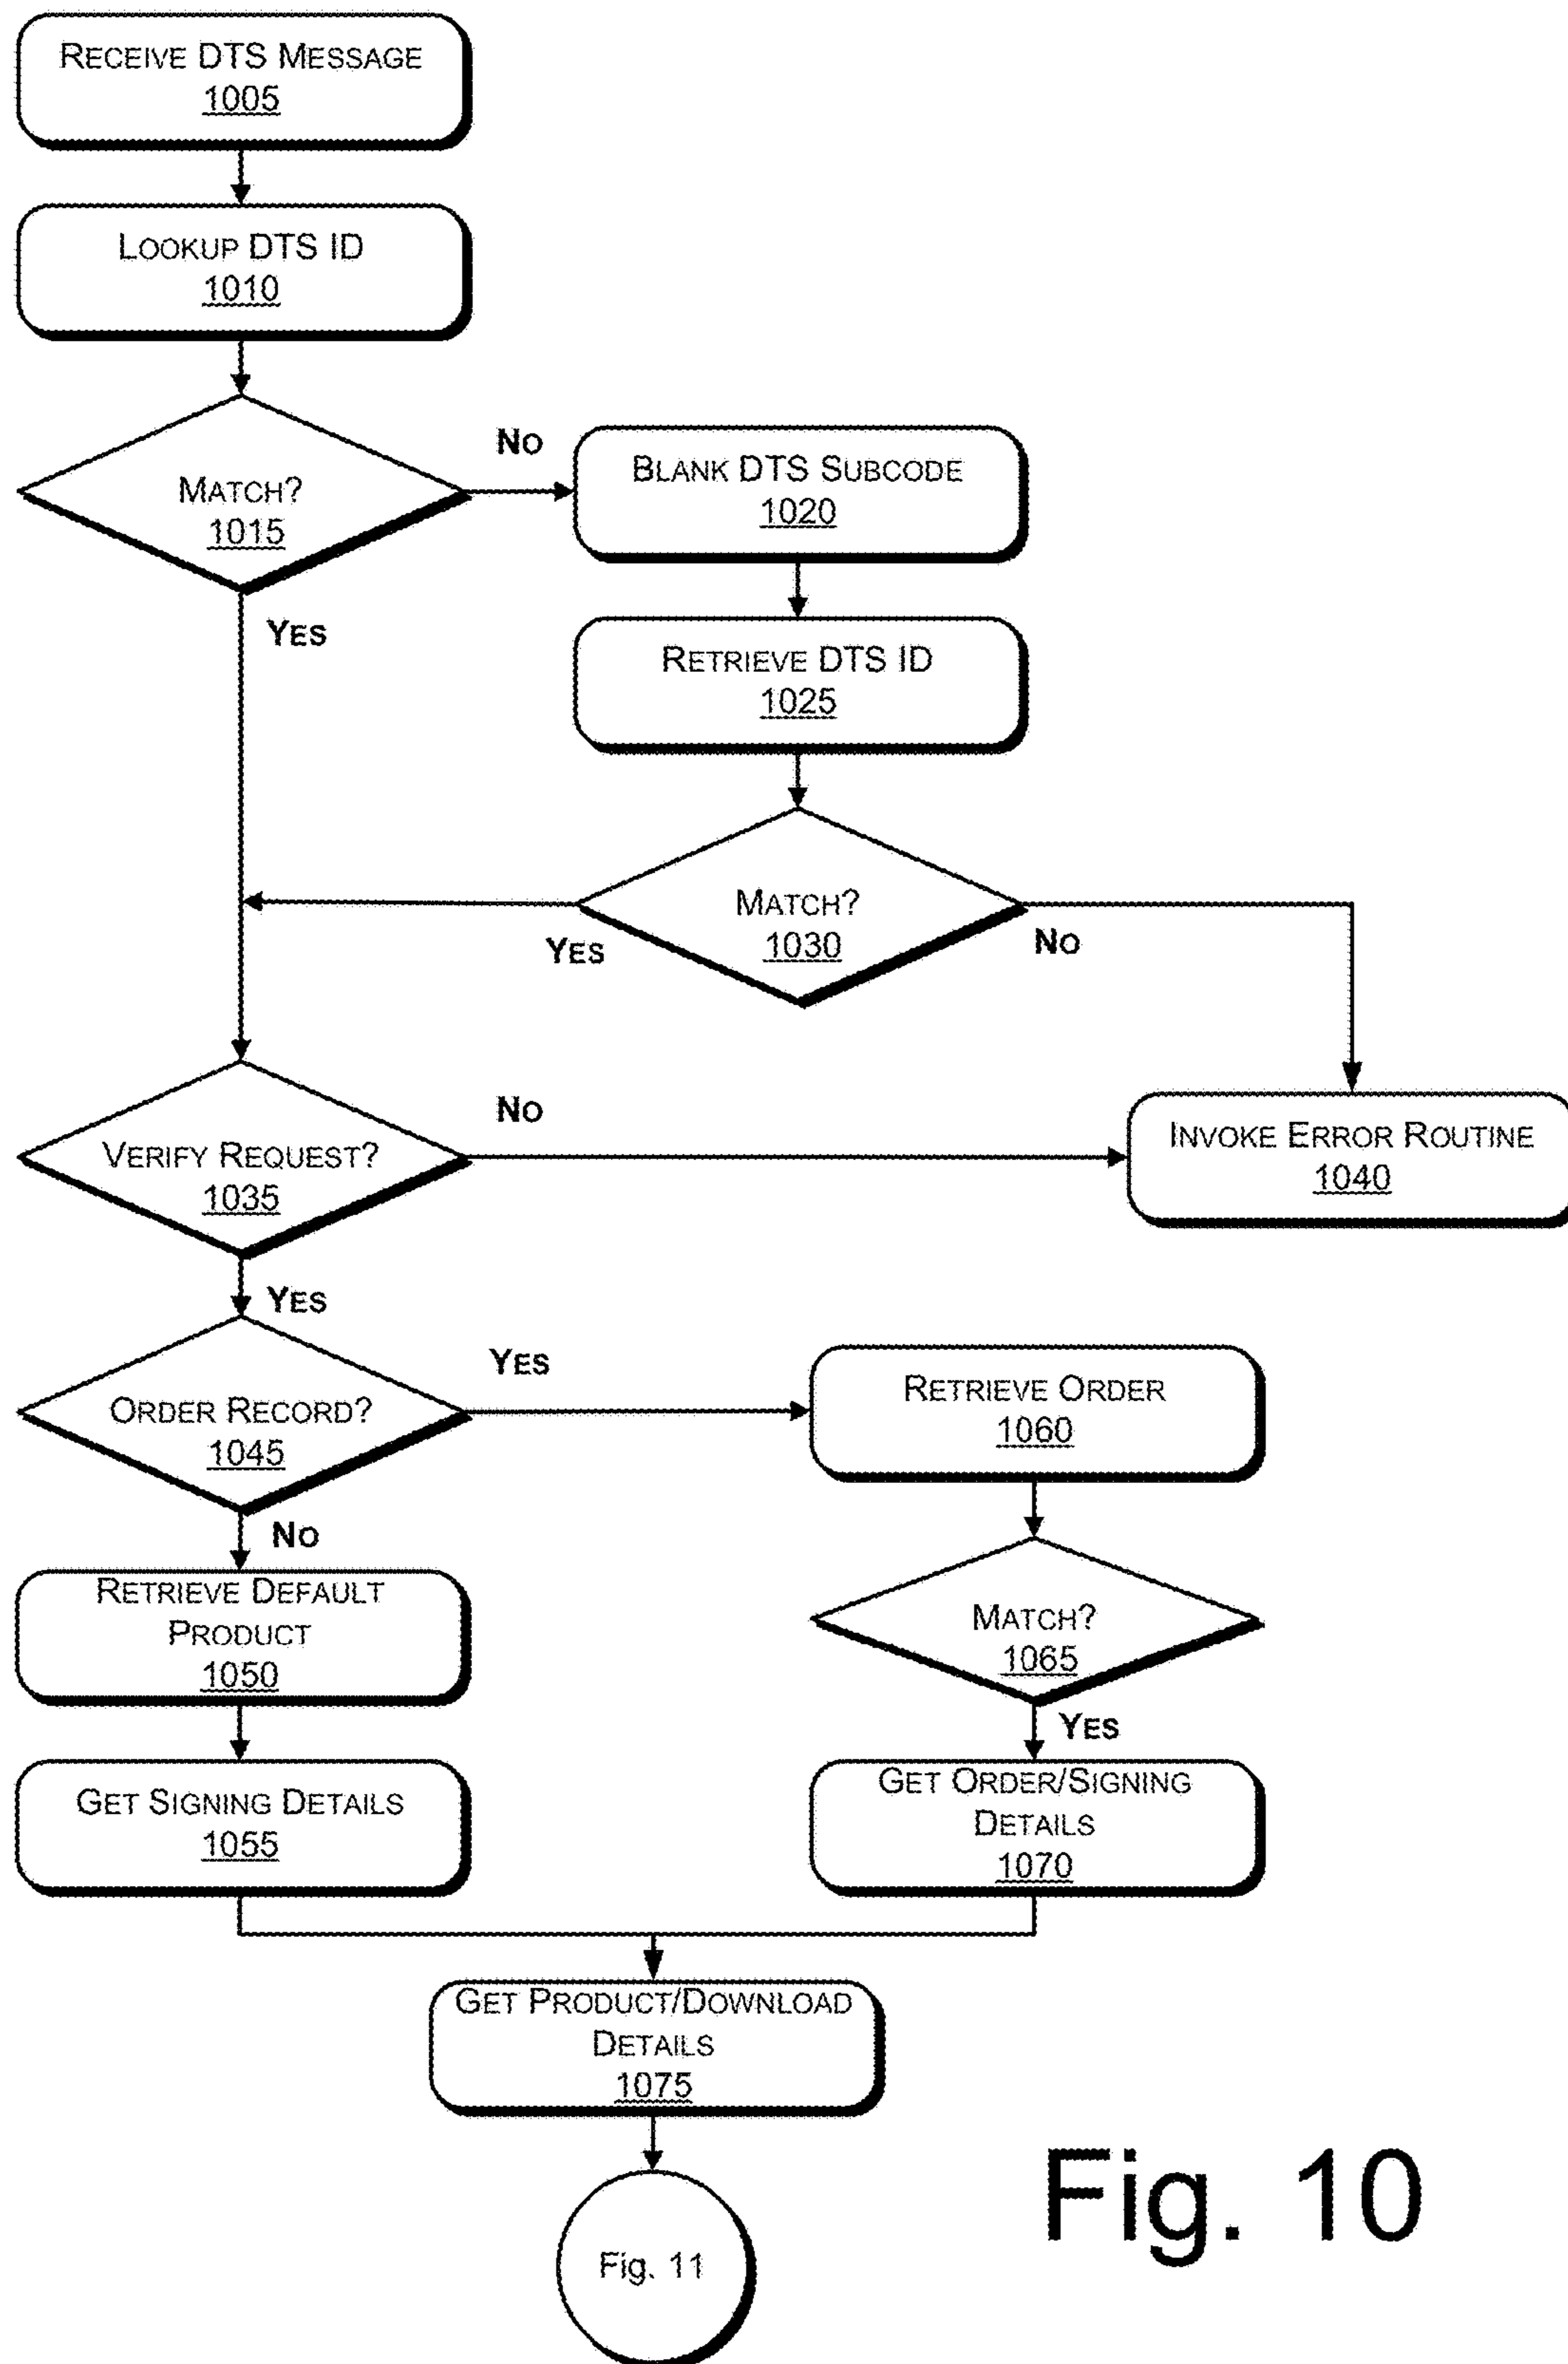 RECEIVE DTS MESSAGE
1005
LOOKUP DTS ID
1010
MATCH?
1015
NO
YES
BLANK DTS SUBCODE
1020
RETRIEVE DTS ID
1025
MATCH?
1030
YES
NO
VERIFY REQUEST?
1035
NO
YES
INVOKE ERROR ROUTINE
1040
ORDER RECORD?
1045
YES
NO
RETRIEVE ORDER
1060
RETRIEVE DEFAULT
PRODUCT
1050
MATCH?
1065
YES
GET SIGNING DETAILS
1055
GET ORDER/SIGNING
DETAILS
1070
GET PRODUCT/DOWNLOAD
DETAILS
1075
Fig. 11
Fig. 10